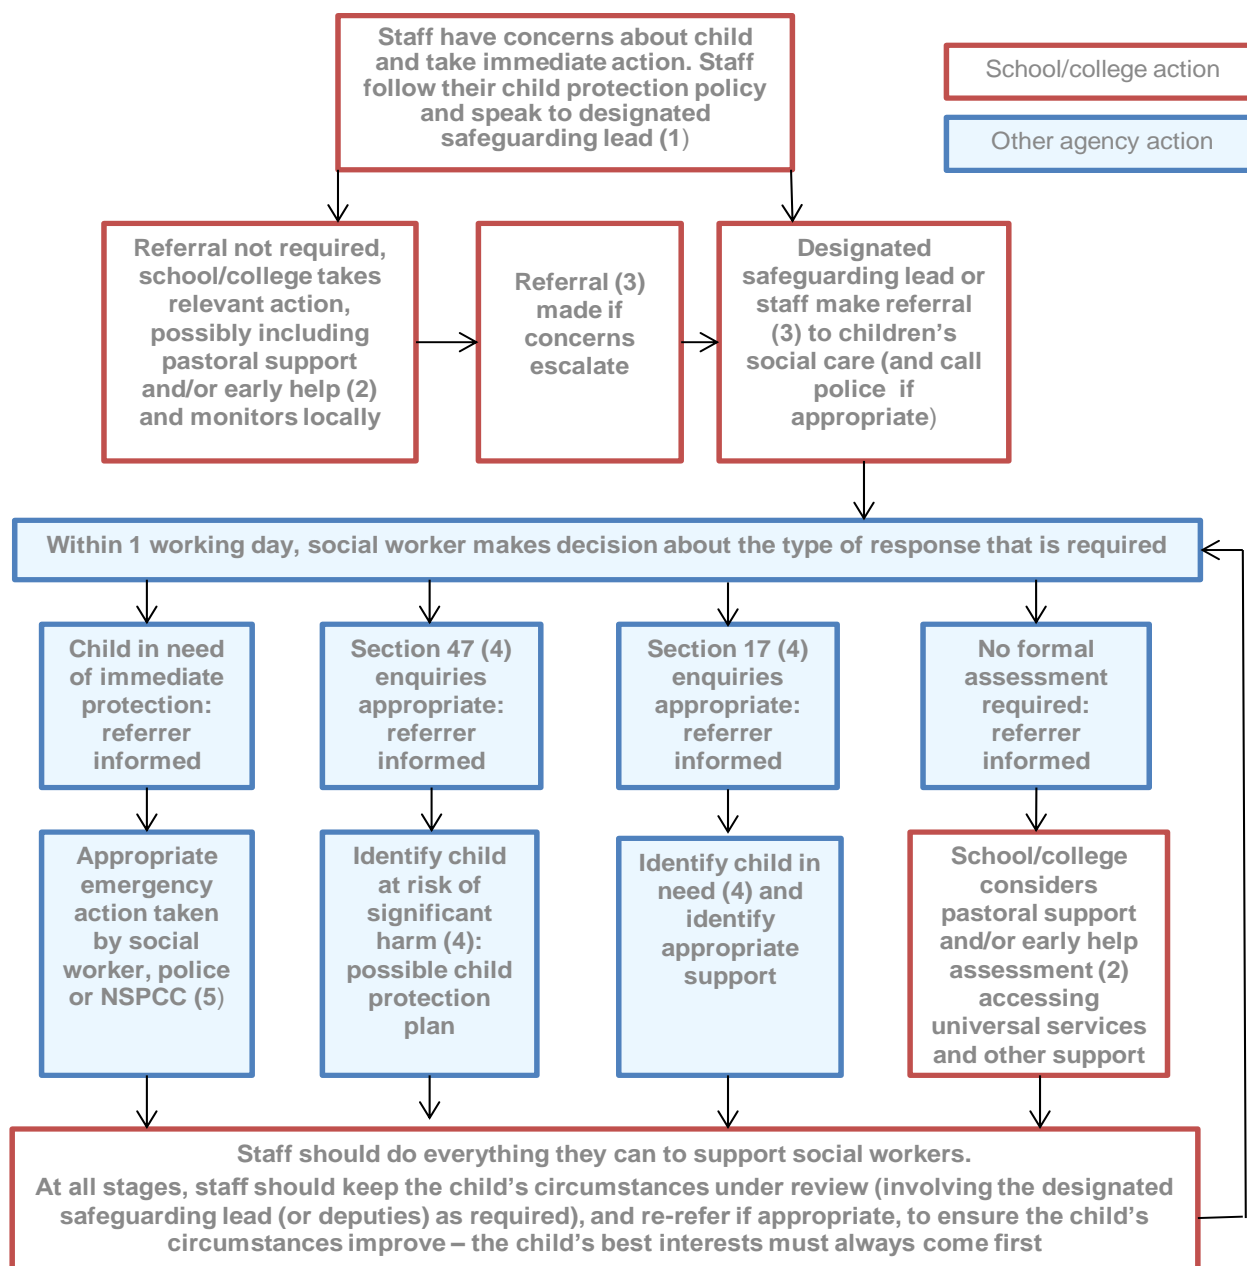 Staff have concerns about child
and take immediate action. Staff
follow their child protection policy
and speak to designated
safeguarding lead (1)
School/college action
Other agency action
Referral not required,
school/college takes
relevant action,
possibly including
pastoral support
and/or early help (2)
and monitors locally
Referral (3)
made if
concerns
escalate
Designated
safeguarding lead or
staff make referral
(3) to children’s
social care (and call
police if
appropriate)
Within 1 working day, social worker makes decision about the type of response that is required
Child in need
of immediate
protection:
referrer
informed
Section 47 (4)
enquiries
appropriate:
referrer
informed
Section 17 (4)
enquiries
appropriate:
referrer
informed
No formal
assessment
required:
referrer
informed
Appropriate
emergency
action taken
by social
worker, police
or NSPCC (5)
Identify child
at risk of
significant
harm (4):
possible child
protection
plan
Identify child in
need (4) and
identify
appropriate
support
School/college
considers
pastoral support
and/or early help
assessment (2)
accessing
universal services
and other support
Staff should do everything they can to support social workers.
At all stages, staff should keep the child’s circumstances under review (involving the designated
safeguarding lead (or deputies) as required), and re-refer if appropriate, to ensure the child’s
circumstances improve – the child’s best interests must always come first